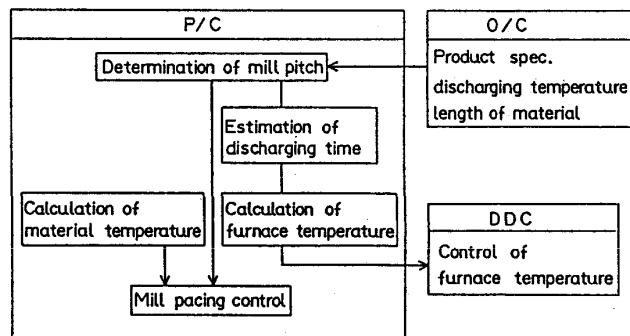 P/C
Determination of mill pitch
Estimation of
discharging time
Calculation of
material temperature
Calculation of
furnace temperature
Mill pacing control
O/C
Product spec.
discharging temperature
length of material
DDC
Control of
furnace temperature